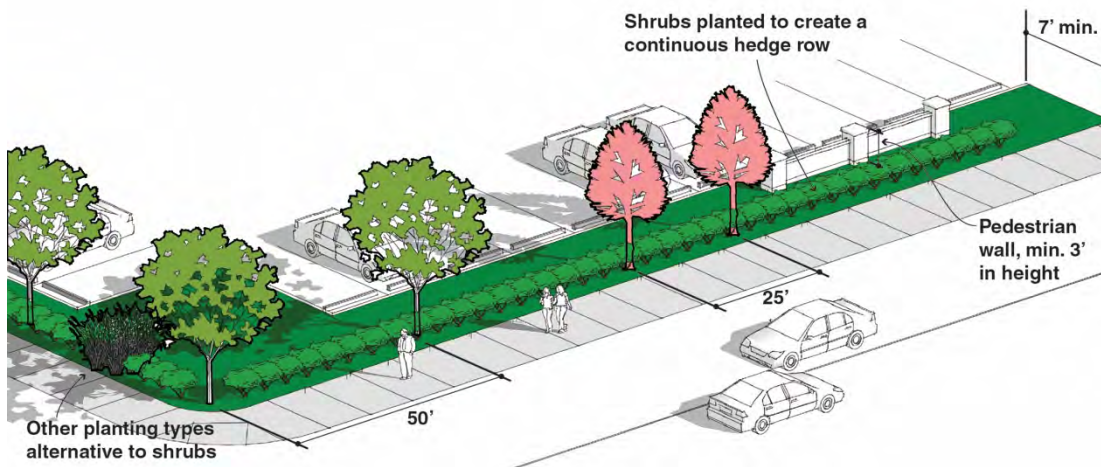 Shrubs planted to create a
continuous hedge row
7’ min.
Pedestrian
wall, min. 3’
in height
25’
50’
Other planting types
alternative to shrubs